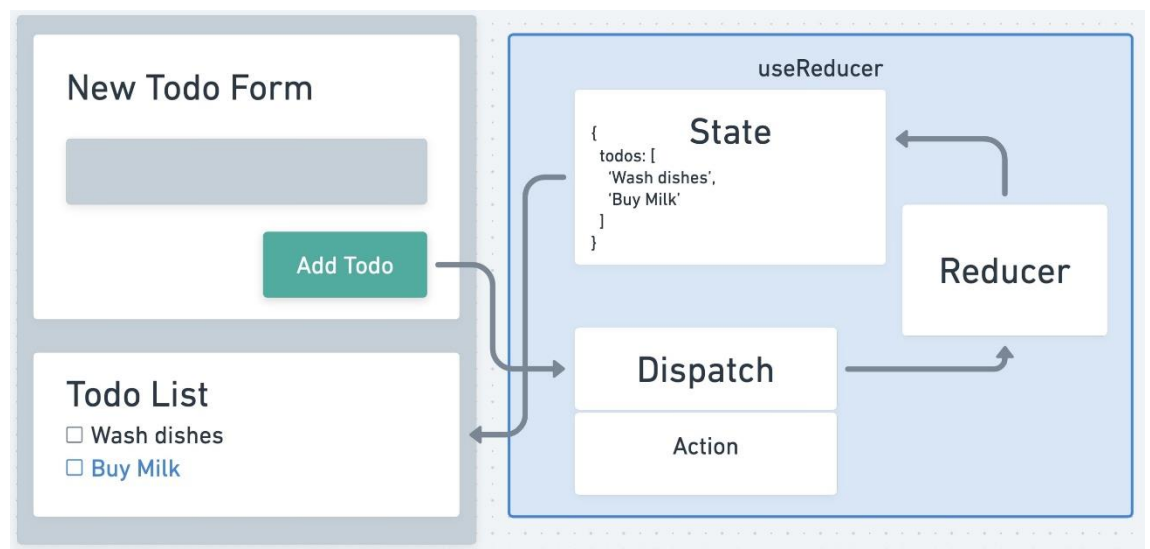 New Todo Form
Add Todo
Todo List
Wash dishes
Buy Milk
useReducer
State
{
todos: [
‘Wash dishes’,
‘Buy Milk’
]
}
Reducer
Dispatch
Action